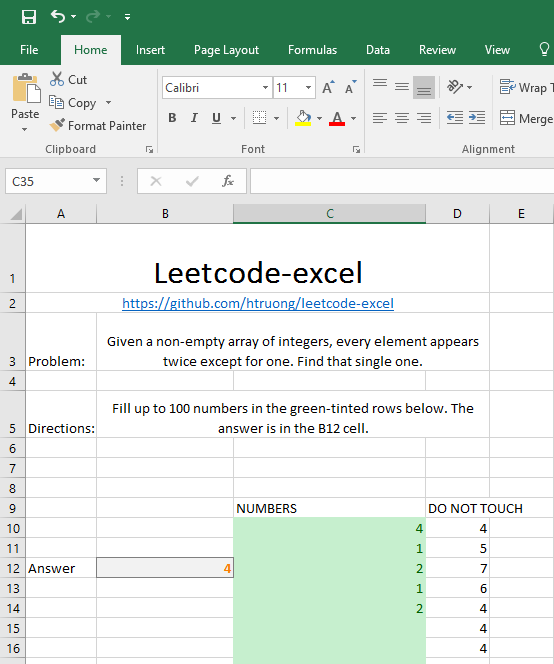 File Home Insert Page Layout Formulas Data Review View
Cut
Calibri 11 A A Wrap T
Copy
Paste B I U A Merge
Format Painter
Clipboard Font Alignment
C35 fx
A B C D E
1 Leetcode-excel
2 https://github.com/htruong/leetcode-excel
Given a non-empty array of integers, every element appears
3 Problem: twice except for one. Find that single one.
4
Fill up to 100 numbers in the green-tinted rows below. The
5 Directions: answer is in the B12 cell.
6
7
8
9 NUMBERS DO NOT TOUCH
10 4 4
11 1 5
12 Answer 4 2 7
13 1 6
14 2 4
15 4
16 4